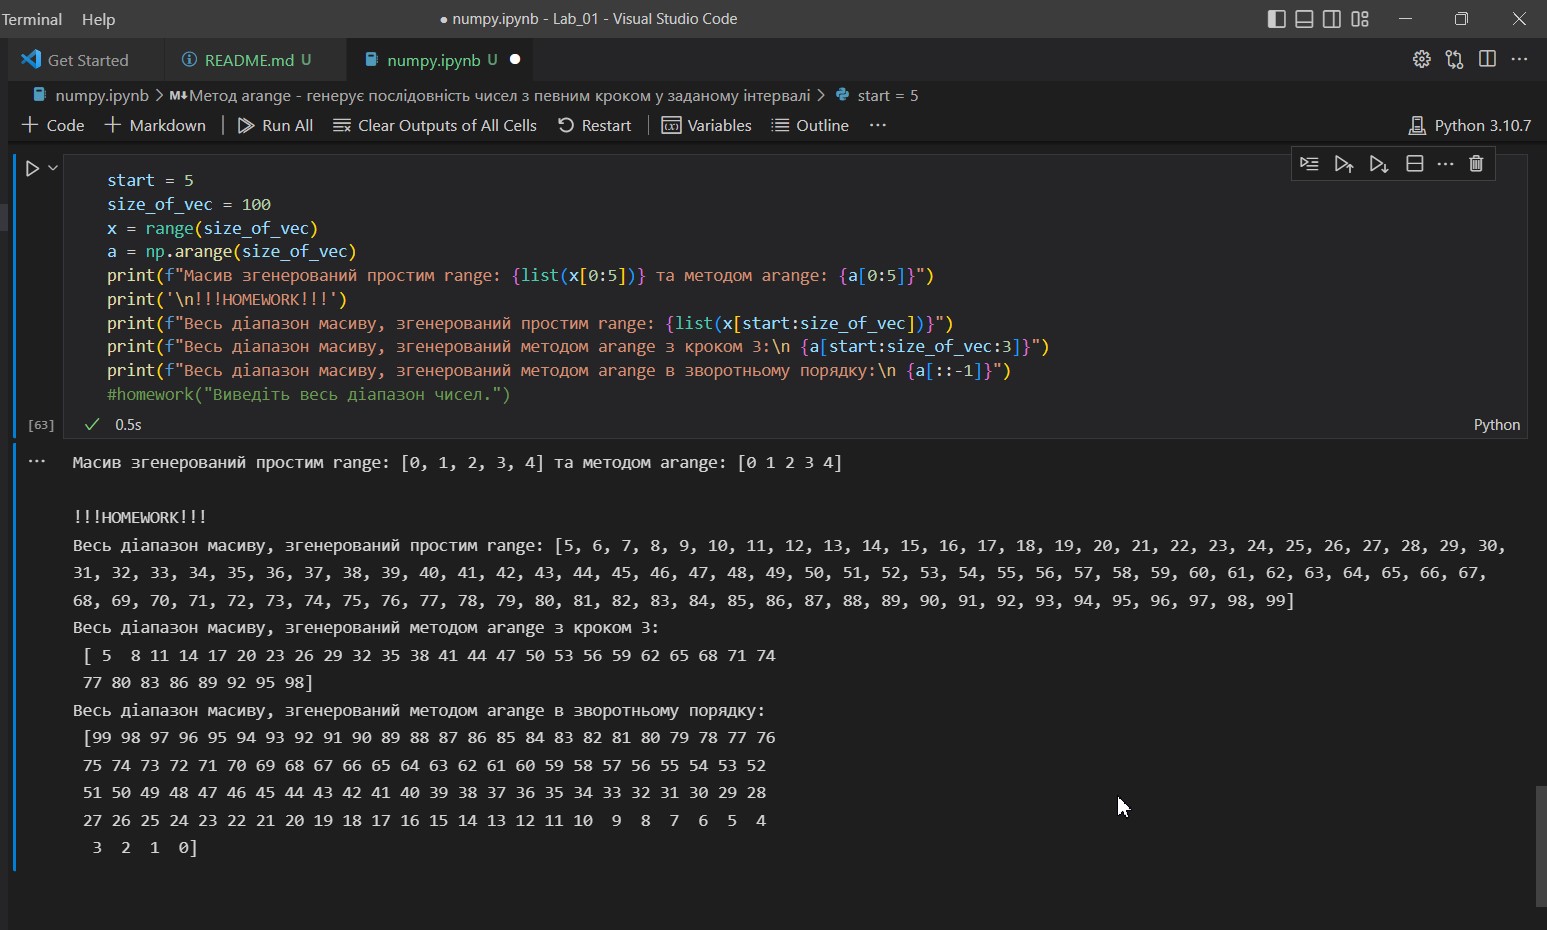 Terminal Help
● numpy.ipynb - Lab_01 - Visual Studio Code
Get Started
README.md U
numpy.ipynb U ●
numpy.ipynb > M↓Метод arange - генерує послідовність чисел з певним кроком у заданому інтервалі > start = 5
+ Code + Markdown | Run All Clear Outputs of All Cells Restart | Variables Outline ... Python 3.10.7
start = 5
size_of_vec = 100
x = range(size_of_vec)
a = np.arange(size_of_vec)
print(f"Масив згенерований простим range: {list(x[0:5])} та методом arange: {a[0:5]}")
print('\n!!!HOMEWORK!!!')
print(f"Весь діапазон масиву, згенерований простим range: {list(x[start:size_of_vec])}")
print(f"Весь діапазон масиву, згенерований методом arange з кроком 3:\n {a[start:size_of_vec:3]}")
print(f"Весь діапазон масиву, згенерований методом arange в зворотньому порядку:\n {a[::-1]}")
#homework("Виведіть весь діапазон чисел.")
[63] ✓ 0.5s Python
... Масив згенерований простим range: [0, 1, 2, 3, 4] та методом arange: [0 1 2 3 4]
!!!HOMEWORK!!!
Весь діапазон масиву, згенерований простим range: [5, 6, 7, 8, 9, 10, 11, 12, 13, 14, 15, 16, 17, 18, 19, 20, 21, 22, 23, 24, 25, 26, 27, 28, 29, 30,
31, 32, 33, 34, 35, 36, 37, 38, 39, 40, 41, 42, 43, 44, 45, 46, 47, 48, 49, 50, 51, 52, 53, 54, 55, 56, 57, 58, 59, 60, 61, 62, 63, 64, 65, 66, 67,
68, 69, 70, 71, 72, 73, 74, 75, 76, 77, 78, 79, 80, 81, 82, 83, 84, 85, 86, 87, 88, 89, 90, 91, 92, 93, 94, 95, 96, 97, 98, 99]
Весь діапазон масиву, згенерований методом arange з кроком 3:
[ 5  8 11 14 17 20 23 26 29 32 35 38 41 44 47 50 53 56 59 62 65 68 71 74
77 80 83 86 89 92 95 98]
Весь діапазон масиву, згенерований методом arange в зворотньому порядку:
[99 98 97 96 95 94 93 92 91 90 89 88 87 86 85 84 83 82 81 80 79 78 77 76
75 74 73 72 71 70 69 68 67 66 65 64 63 62 61 60 59 58 57 56 55 54 53 52
51 50 49 48 47 46 45 44 43 42 41 40 39 38 37 36 35 34 33 32 31 30 29 28
27 26 25 24 23 22 21 20 19 18 17 16 15 14 13 12 11 10  9  8  7  6  5  4
3  2  1  0]